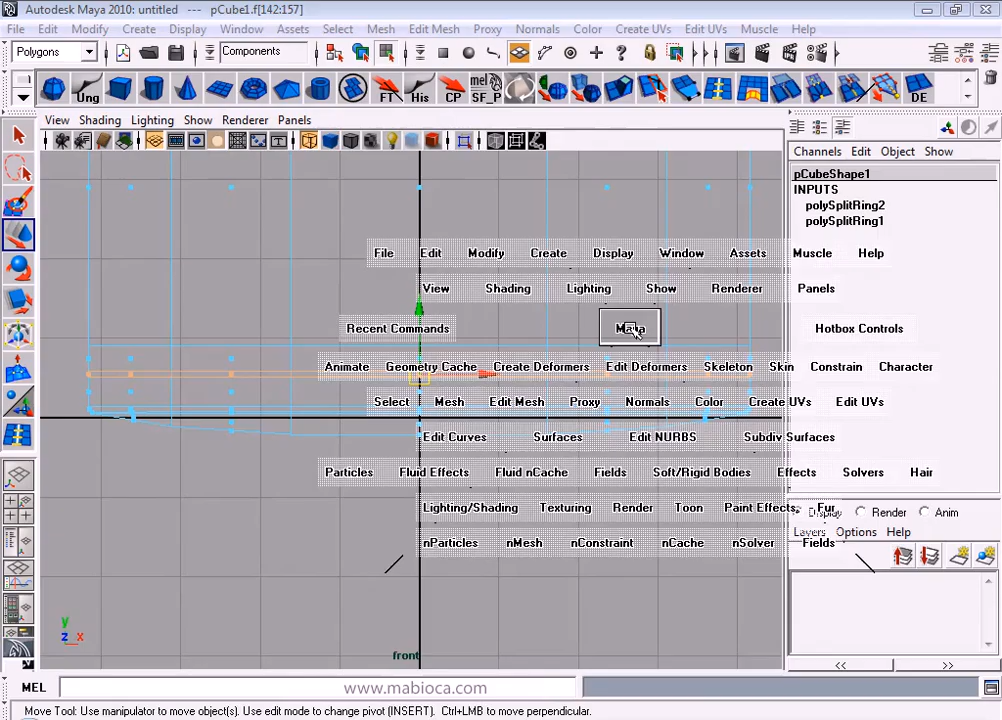 Autodesk Maya 2010: untitled --- pCube1.f[142:157]
File Edit Modify Create Display Window Assets Select Mesh Edit Mesh Proxy Normals Color Create UVs Edit UVs Muscle Help
Polygons Components
Ung FT His CP mel SF_P DE
View Shading Lighting Show Renderer Panels
Channels Edit Object Show
pCubeShape1
INPUTS
polySplitRing2
polySplitRing1
File Edit Modify Create Display Window Assets Muscle Help
View Shading Lighting Show Renderer Panels
Recent Commands Maya Hotbox Controls
Animate Geometry Cache Create Deformers Edit Deformers Skeleton Skin Constrain Character
Select Mesh Edit Mesh Proxy Normals Color Create UVs Edit UVs
Edit Curves Surfaces Edit NURBS Subdiv Surfaces
Particles Fluid Effects Fluid nCache Fields Soft/Rigid Bodies Effects Solvers Hair
Lighting/Shading Texturing Render Toon Paint Effects Fur
Display Render Anim
Layers Options Help
nParticles nMesh nConstraint nCache nSolver Fields
y
z x
front
<< >>
MEL www.mabioca.com
Move Tool: Use manipulator to move object(s). Use edit mode to change pivot (INSERT). Ctrl+LMB to move perpendicular.